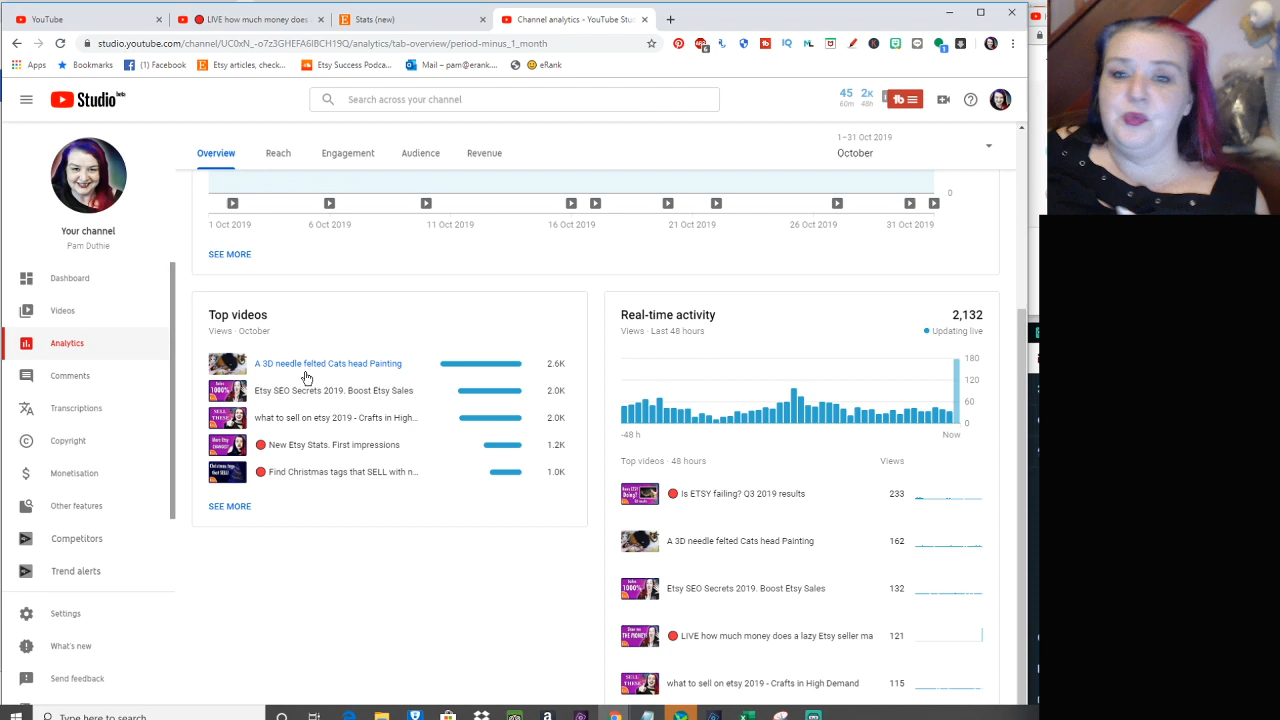 YouTube
LIVE how much money does
Stats (new)
Channel analytics - YouTube Stu
studio.youtube.com/channel/UC0xN_-o7z3GHEFA6IBCH19Q/analytics/tab-overview/period-minus_1_month
Apps
Bookmarks
(1) Facebook
Etsy articles, check...
Etsy Success Podca...
Mail – pam@erank....
eRank
Studio beta
Search across your channel
45
60m
2K
48h
tb
1–31 Oct 2019
October
Overview
Reach
Engagement
Audience
Revenue
0
1 Oct 2019
6 Oct 2019
11 Oct 2019
16 Oct 2019
21 Oct 2019
26 Oct 2019
31 Oct 2019
SEE MORE
Your channel
Pam Duthie
Dashboard
Videos
Analytics
Comments
Transcriptions
Copyright
Monetisation
Other features
Competitors
Trend alerts
Settings
What's new
Send feedback
Top videos
Views · October
A 3D needle felted Cats head Painting
2.6K
Etsy SEO Secrets 2019. Boost Etsy Sales
2.0K
what to sell on etsy 2019 - Crafts in High...
2.0K
New Etsy Stats. First impressions
1.2K
Find Christmas tags that SELL with n...
1.0K
SEE MORE
Real-time activity
2,132
Views · Last 48 hours
Updating live
180
120
60
0
-48 h
Now
Top videos · 48 hours
Views
Is ETSY failing? Q3 2019 results
233
A 3D needle felted Cats head Painting
162
Etsy SEO Secrets 2019. Boost Etsy Sales
132
LIVE how much money does a lazy Etsy seller ma
121
what to sell on etsy 2019 - Crafts in High Demand
115
Type here to search